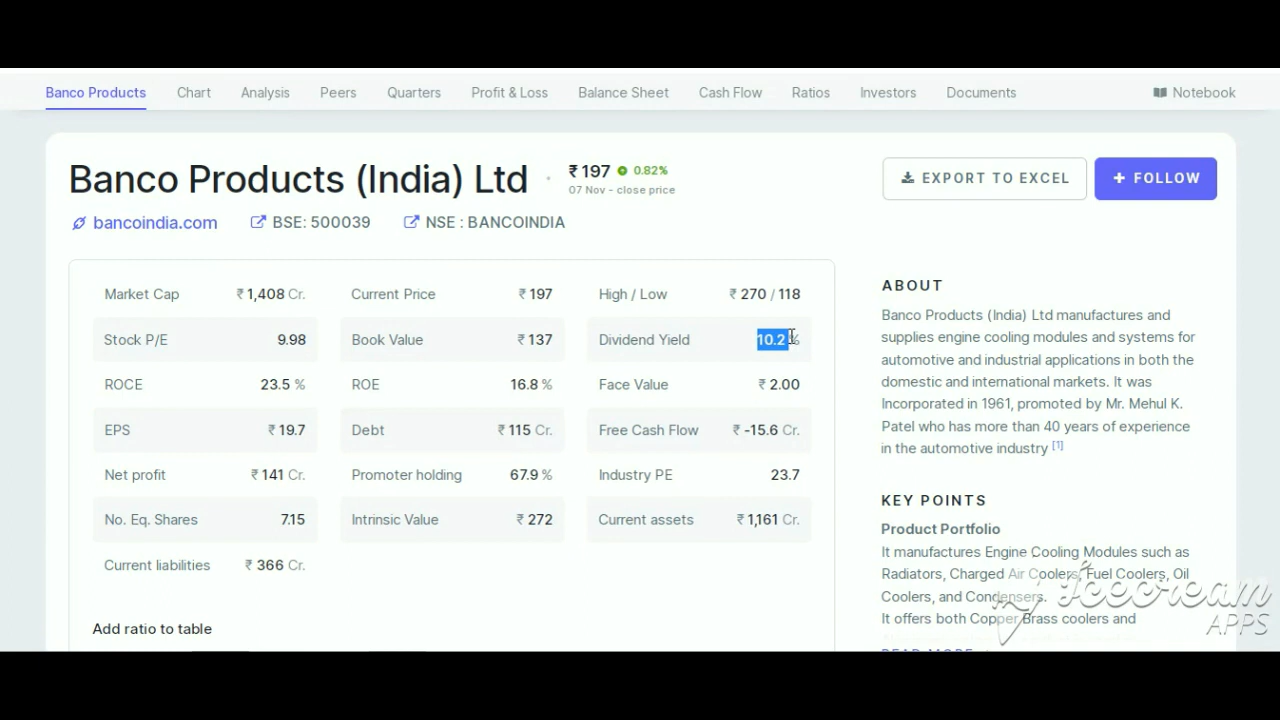 Banco Products Chart Analysis Peers Quarters Profit & Loss Balance Sheet Cash Flow Ratios Investors Documents Notebook
Banco Products (India) Ltd
₹ 197 0.82%
07 Nov - close price
EXPORT TO EXCEL
FOLLOW
bancoindia.com BSE: 500039 NSE : BANCOINDIA
Market Cap ₹ 1,408 Cr. Current Price ₹ 197 High / Low ₹ 270 / 118
Stock P/E 9.98 Book Value ₹ 137 Dividend Yield 10.2 %
ROCE 23.5 % ROE 16.8 % Face Value ₹ 2.00
EPS ₹ 19.7 Debt ₹ 115 Cr. Free Cash Flow ₹ -15.6 Cr.
Net profit ₹ 141 Cr. Promoter holding 67.9 % Industry PE 23.7
No. Eq. Shares 7.15 Intrinsic Value ₹ 272 Current assets ₹ 1,161 Cr.
Current liabilities ₹ 366 Cr.
Add ratio to table
ABOUT
Banco Products (India) Ltd manufactures and
supplies engine cooling modules and systems for
automotive and industrial applications in both the
domestic and international markets. It was
Incorporated in 1961, promoted by Mr. Mehul K.
Patel who has more than 40 years of experience
in the automotive industry [1]
KEY POINTS
Product Portfolio
It manufactures Engine Cooling Modules such as
Radiators, Charged Air Coolers, Fuel Coolers, Oil
Coolers, and Condensers.
It offers both Copper Brass coolers and
READ MORE
Icecream
APPS